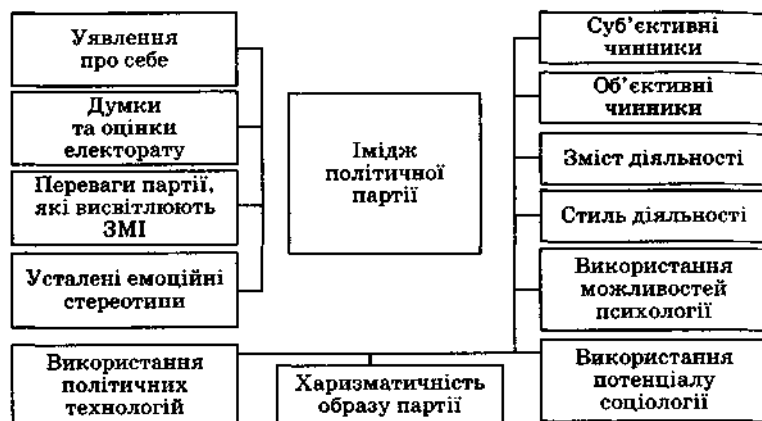 Уявлення
про себе
Думки
та оцінки
електорату
Переваги партії,
які висвітлюють
ЗМІ
Усталені емоційні
стереотипи
Використання
політичних
технологій
Імідж
політичної
партії
Харизматичність
образу партії
Суб’єктивні
чинники
Об’єктивні
чинники
Зміст діяльності
Стиль діяльності
Використання
можливостей
психології
Використання
потенціалу
соціології